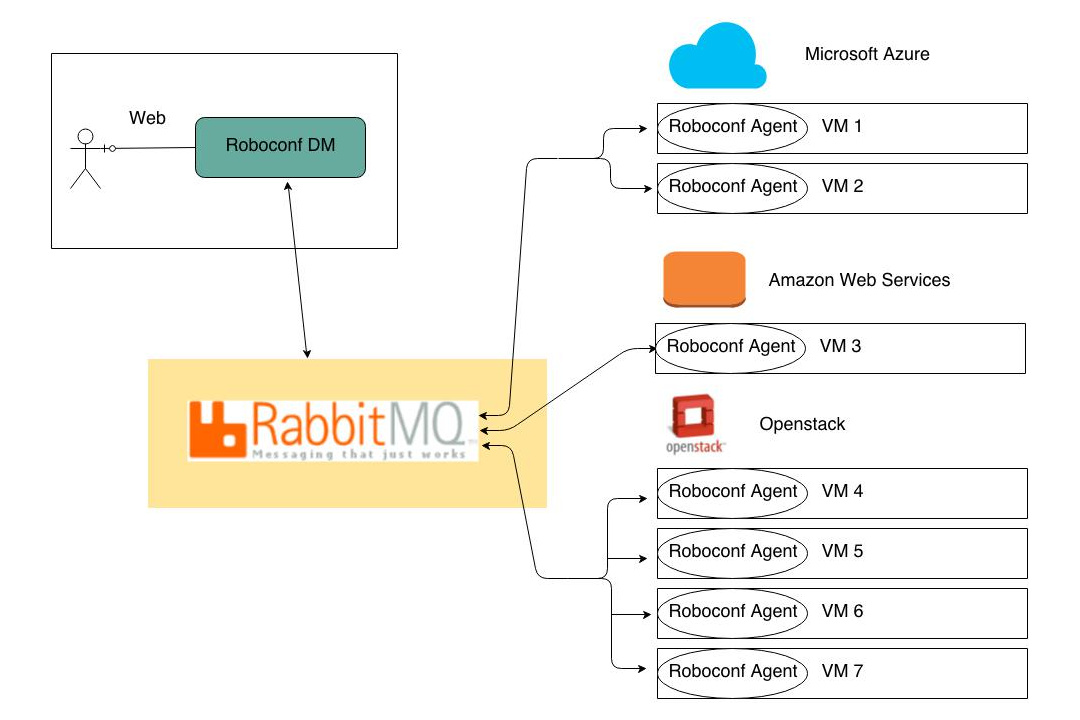 Web
Roboconf DM
RabbitMQ
Messaging that just works
Microsoft Azure
Roboconf Agent VM 1
Roboconf Agent VM 2
Amazon Web Services
Roboconf Agent VM 3
openstack
Openstack
Roboconf Agent VM 4
Roboconf Agent VM 5
Roboconf Agent VM 6
Roboconf Agent VM 7